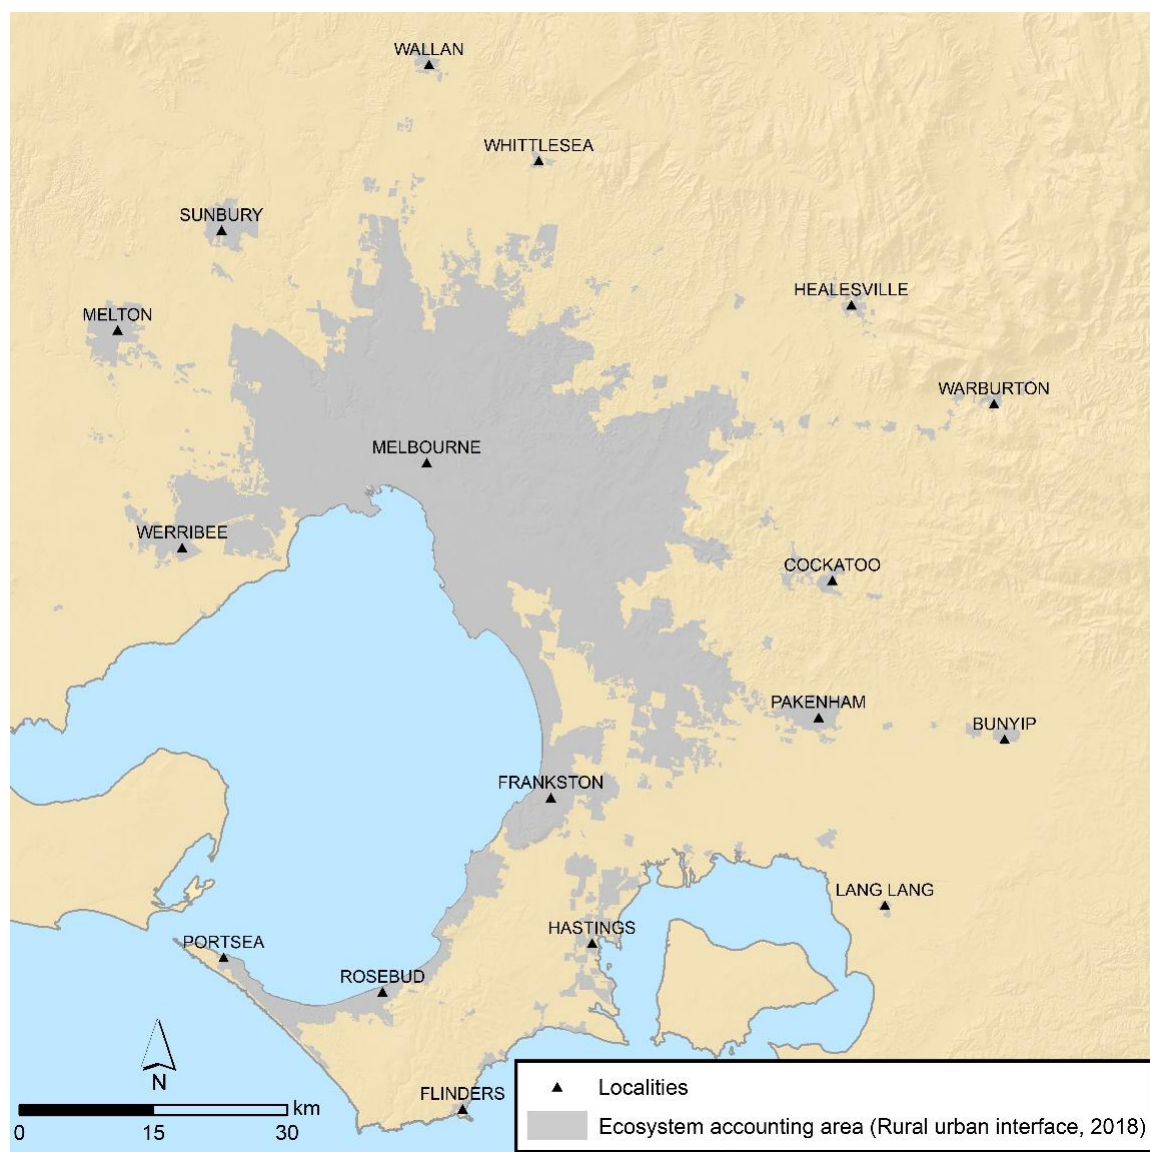 WALLAN
WHITTLESEA
SUNBURY
HEALESVILLE
MELTON
WARBURTON
MELBOURNE
WERRIBEE
COCKATOO
PAKENHAM
BUNYIP
FRANKSTON
LANG LANG
HASTINGS
PORTSEA
ROSEBUD
N
FLINDERS
km
0 15 30
Localities
Ecosystem accounting area (Rural urban interface, 2018)